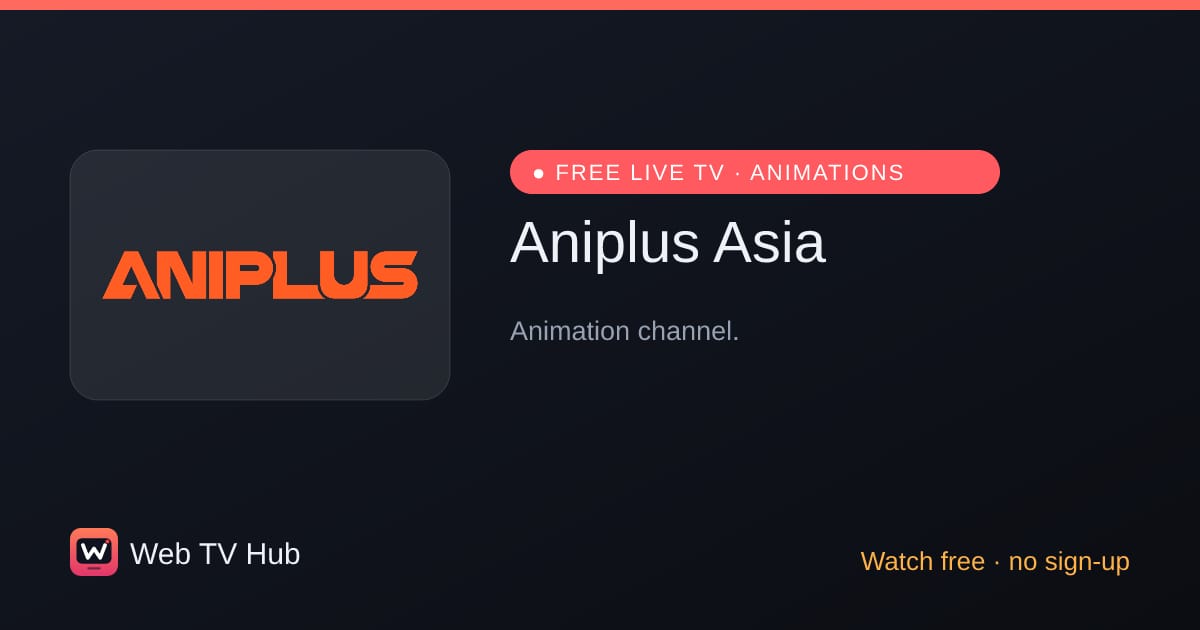 ANIPLUS
● FREE LIVE TV · ANIMATIONS
Aniplus Asia
Animation channel.
W Web TV Hub
Watch free · no sign-up